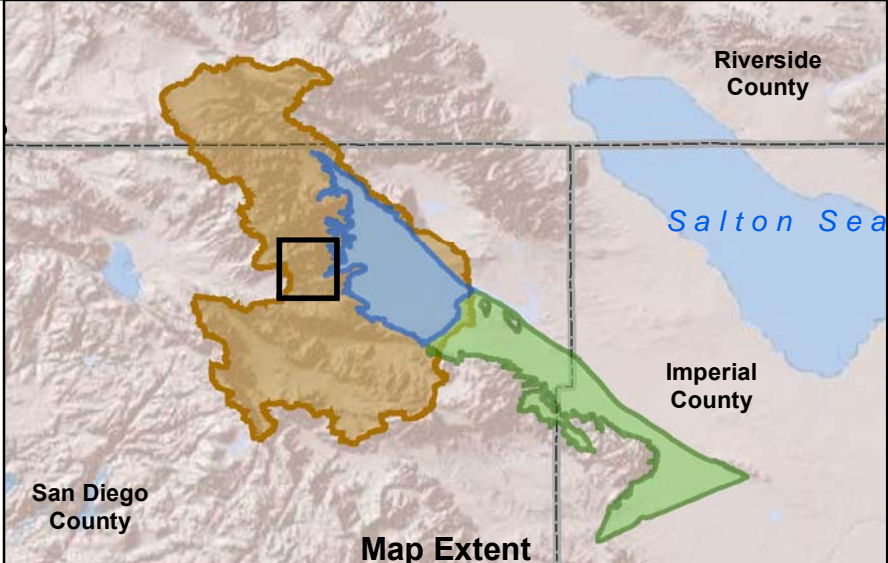 Riverside
County
Salton Sea
Imperial
County
San Diego
County
Map Extent